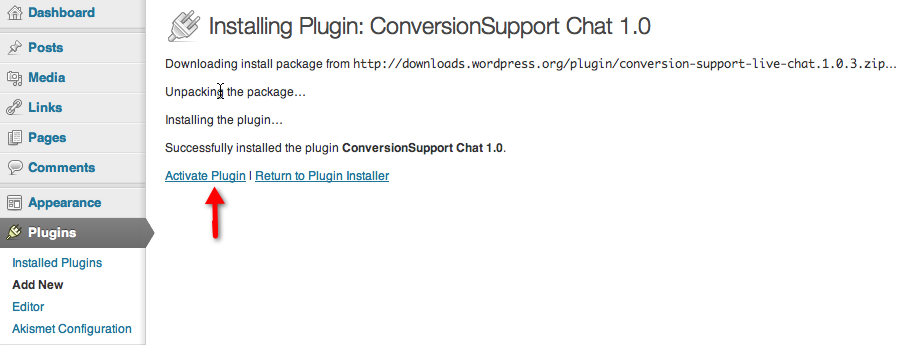 Dashboard
Posts
Media
Links
Pages
Comments
Appearance
Plugins
Installed Plugins
Add New
Editor
Akismet Configuration
Installing Plugin: ConversionSupport Chat 1.0
Downloading install package from http://downloads.wordpress.org/plugin/conversion-support-live-chat.1.0.3.zip…
Unpacking the package…
Installing the plugin…
Successfully installed the plugin ConversionSupport Chat 1.0.
Activate Plugin | Return to Plugin Installer